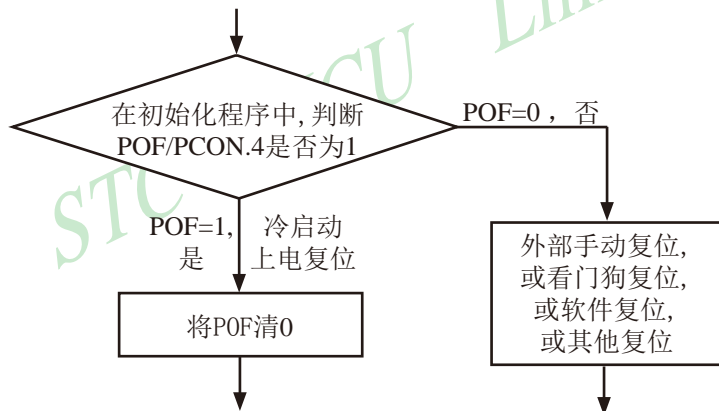 STC MCU Lim
在初始化程序中, 判断
POF/PCON.4是否为1
POF=0 ，否
POF=1,
是
冷启动
上电复位
外部手动复位,
或看门狗复位,
或软件复位,
或其他复位
将POF清0